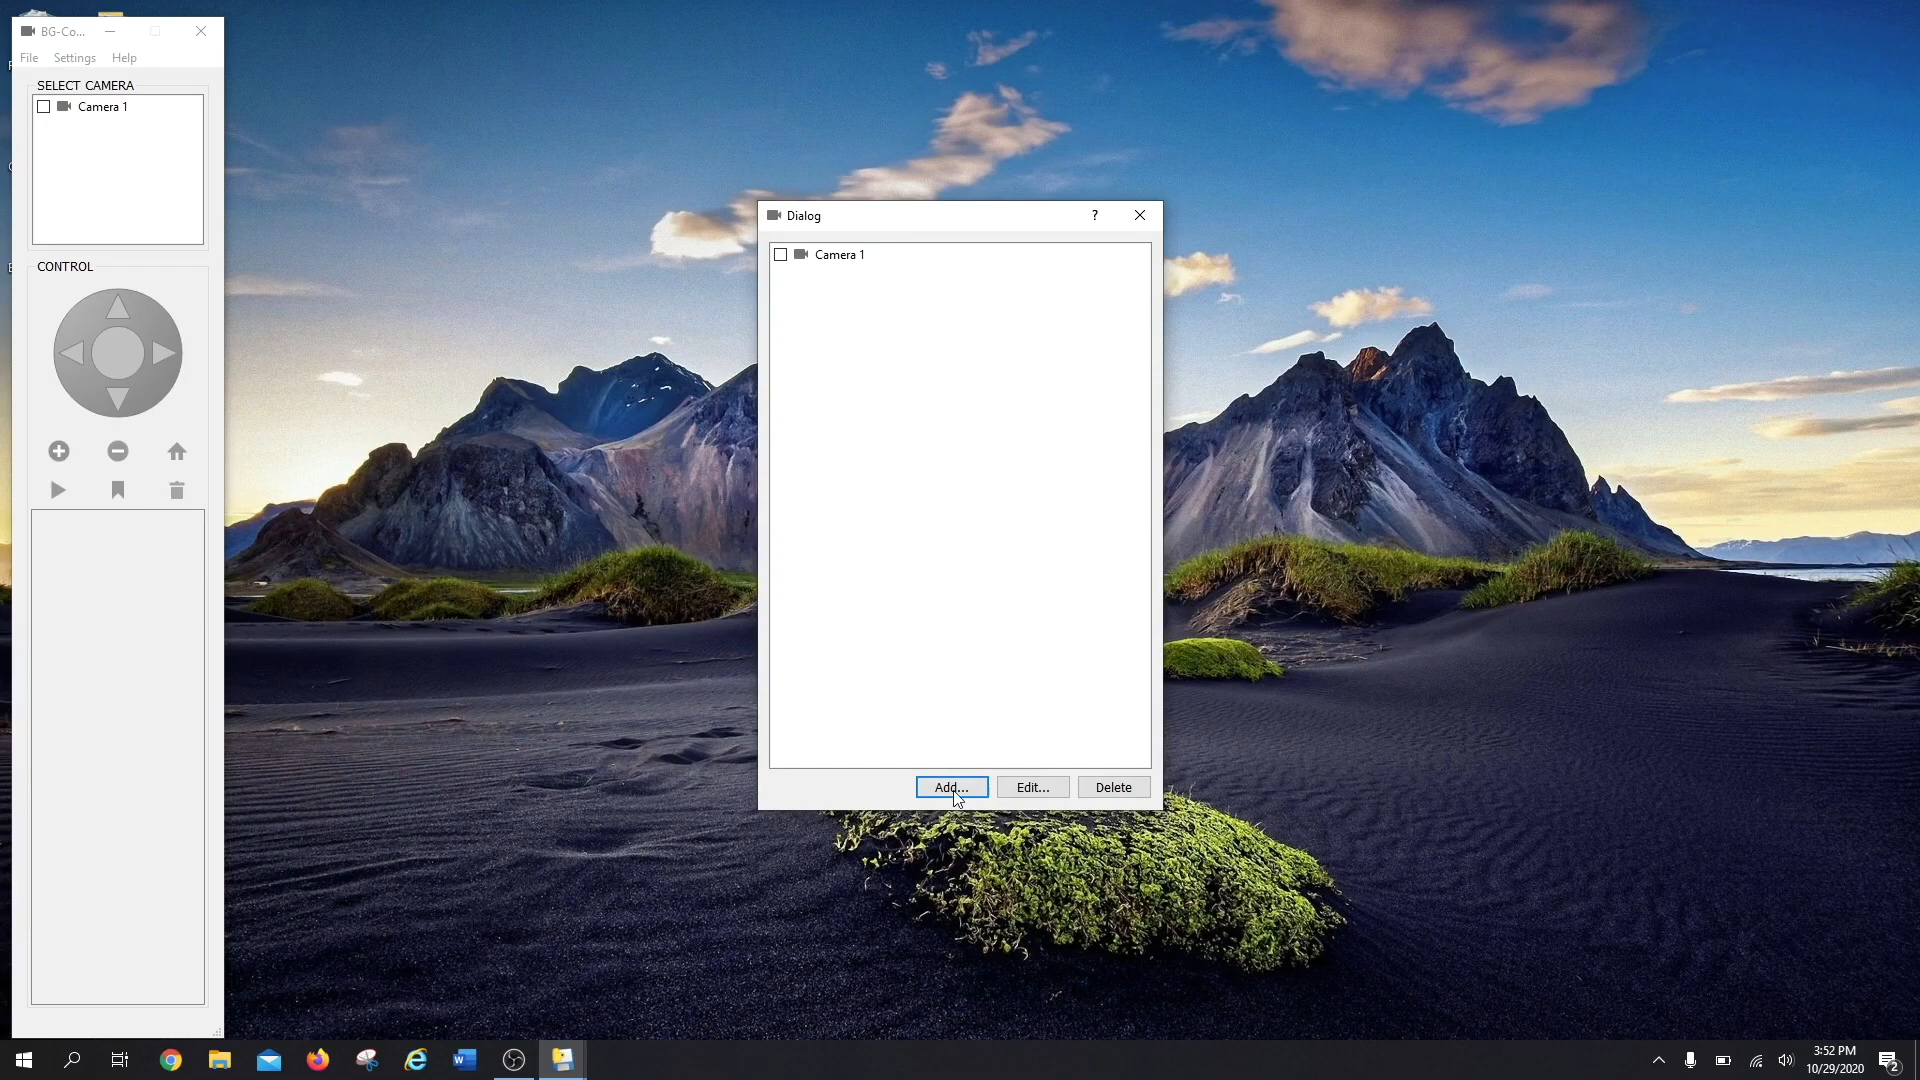 BG-Co...
File Settings Help
SELECT CAMERA
Camera 1
CONTROL
Dialog
?
Camera 1
Add...
Edit...
Delete
3:52 PM
10/29/2020
2